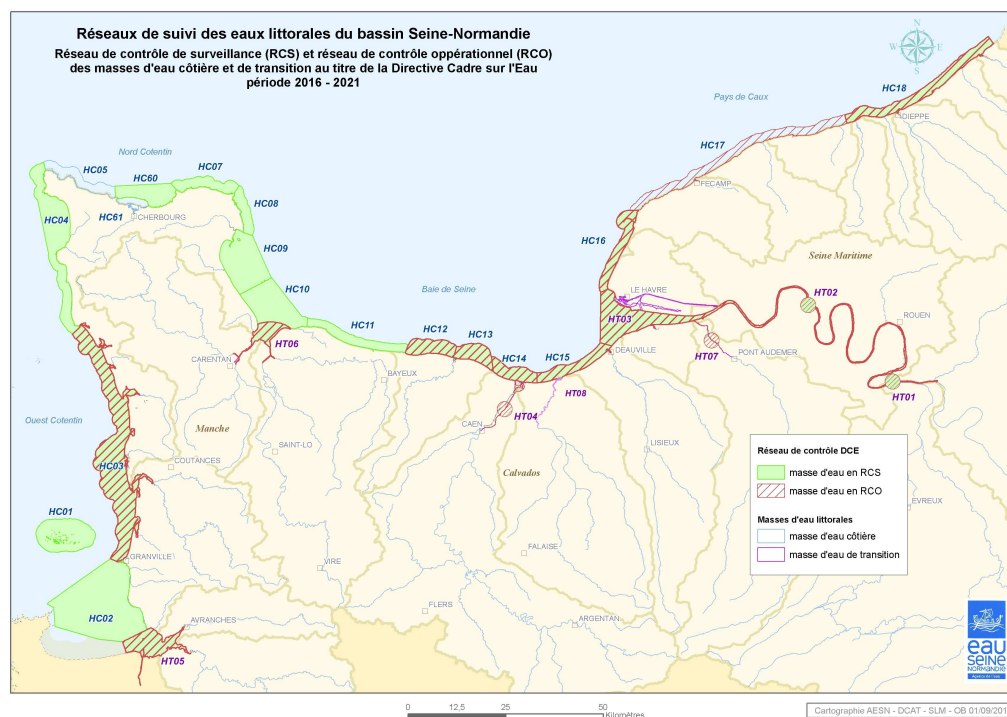 Réseaux de suivi des eaux littorales du bassin Seine-Normandie
Réseau de contrôle de surveillance (RCS) et réseau de contrôle oppérationnel (RCO)
des masses d'eau côtière et de transition au titre de la Directive Cadre sur l'Eau
période 2016 - 2021
N
W E
S
HC18
Pays de Caux
DIEPPE
HC17
Nord Cotentin
HC05
HC07
HC60
FECAMP
HC04
HC61
CHERBOURG
HC08
HC09
HC16
Seine Maritime
HC10
Baie de Seine
LE HAVRE
HT02
HT03
ROUEN
HC11
HC12
HC13
HT06
CARENTAN
HC14
HC15
DEAUVILLE
HT07
PONT AUDEMER
BAYEUX
HT08
HT01
HT04
CAEN
Ouest Cotentin
Manche
SAINT-LO
LISIEUX
COUTANCES
HC03
Calvados
Réseau de contrôle DCE
masse d'eau en RCS
masse d'eau en RCO
Masses d'eau littorales
masse d'eau côtière
masse d'eau de transition
EVREUX
HC01
GRANVILLE
VIRE
FALAISE
HC02
AVRANCHES
FLERS
ARGENTAN
HT05
eau
SEINE
NORMANDIE
Agence de l'eau
0 12,5 25 50
Kilomètres
Cartographie AESN - DCAT - SLM - OB 01/09/201